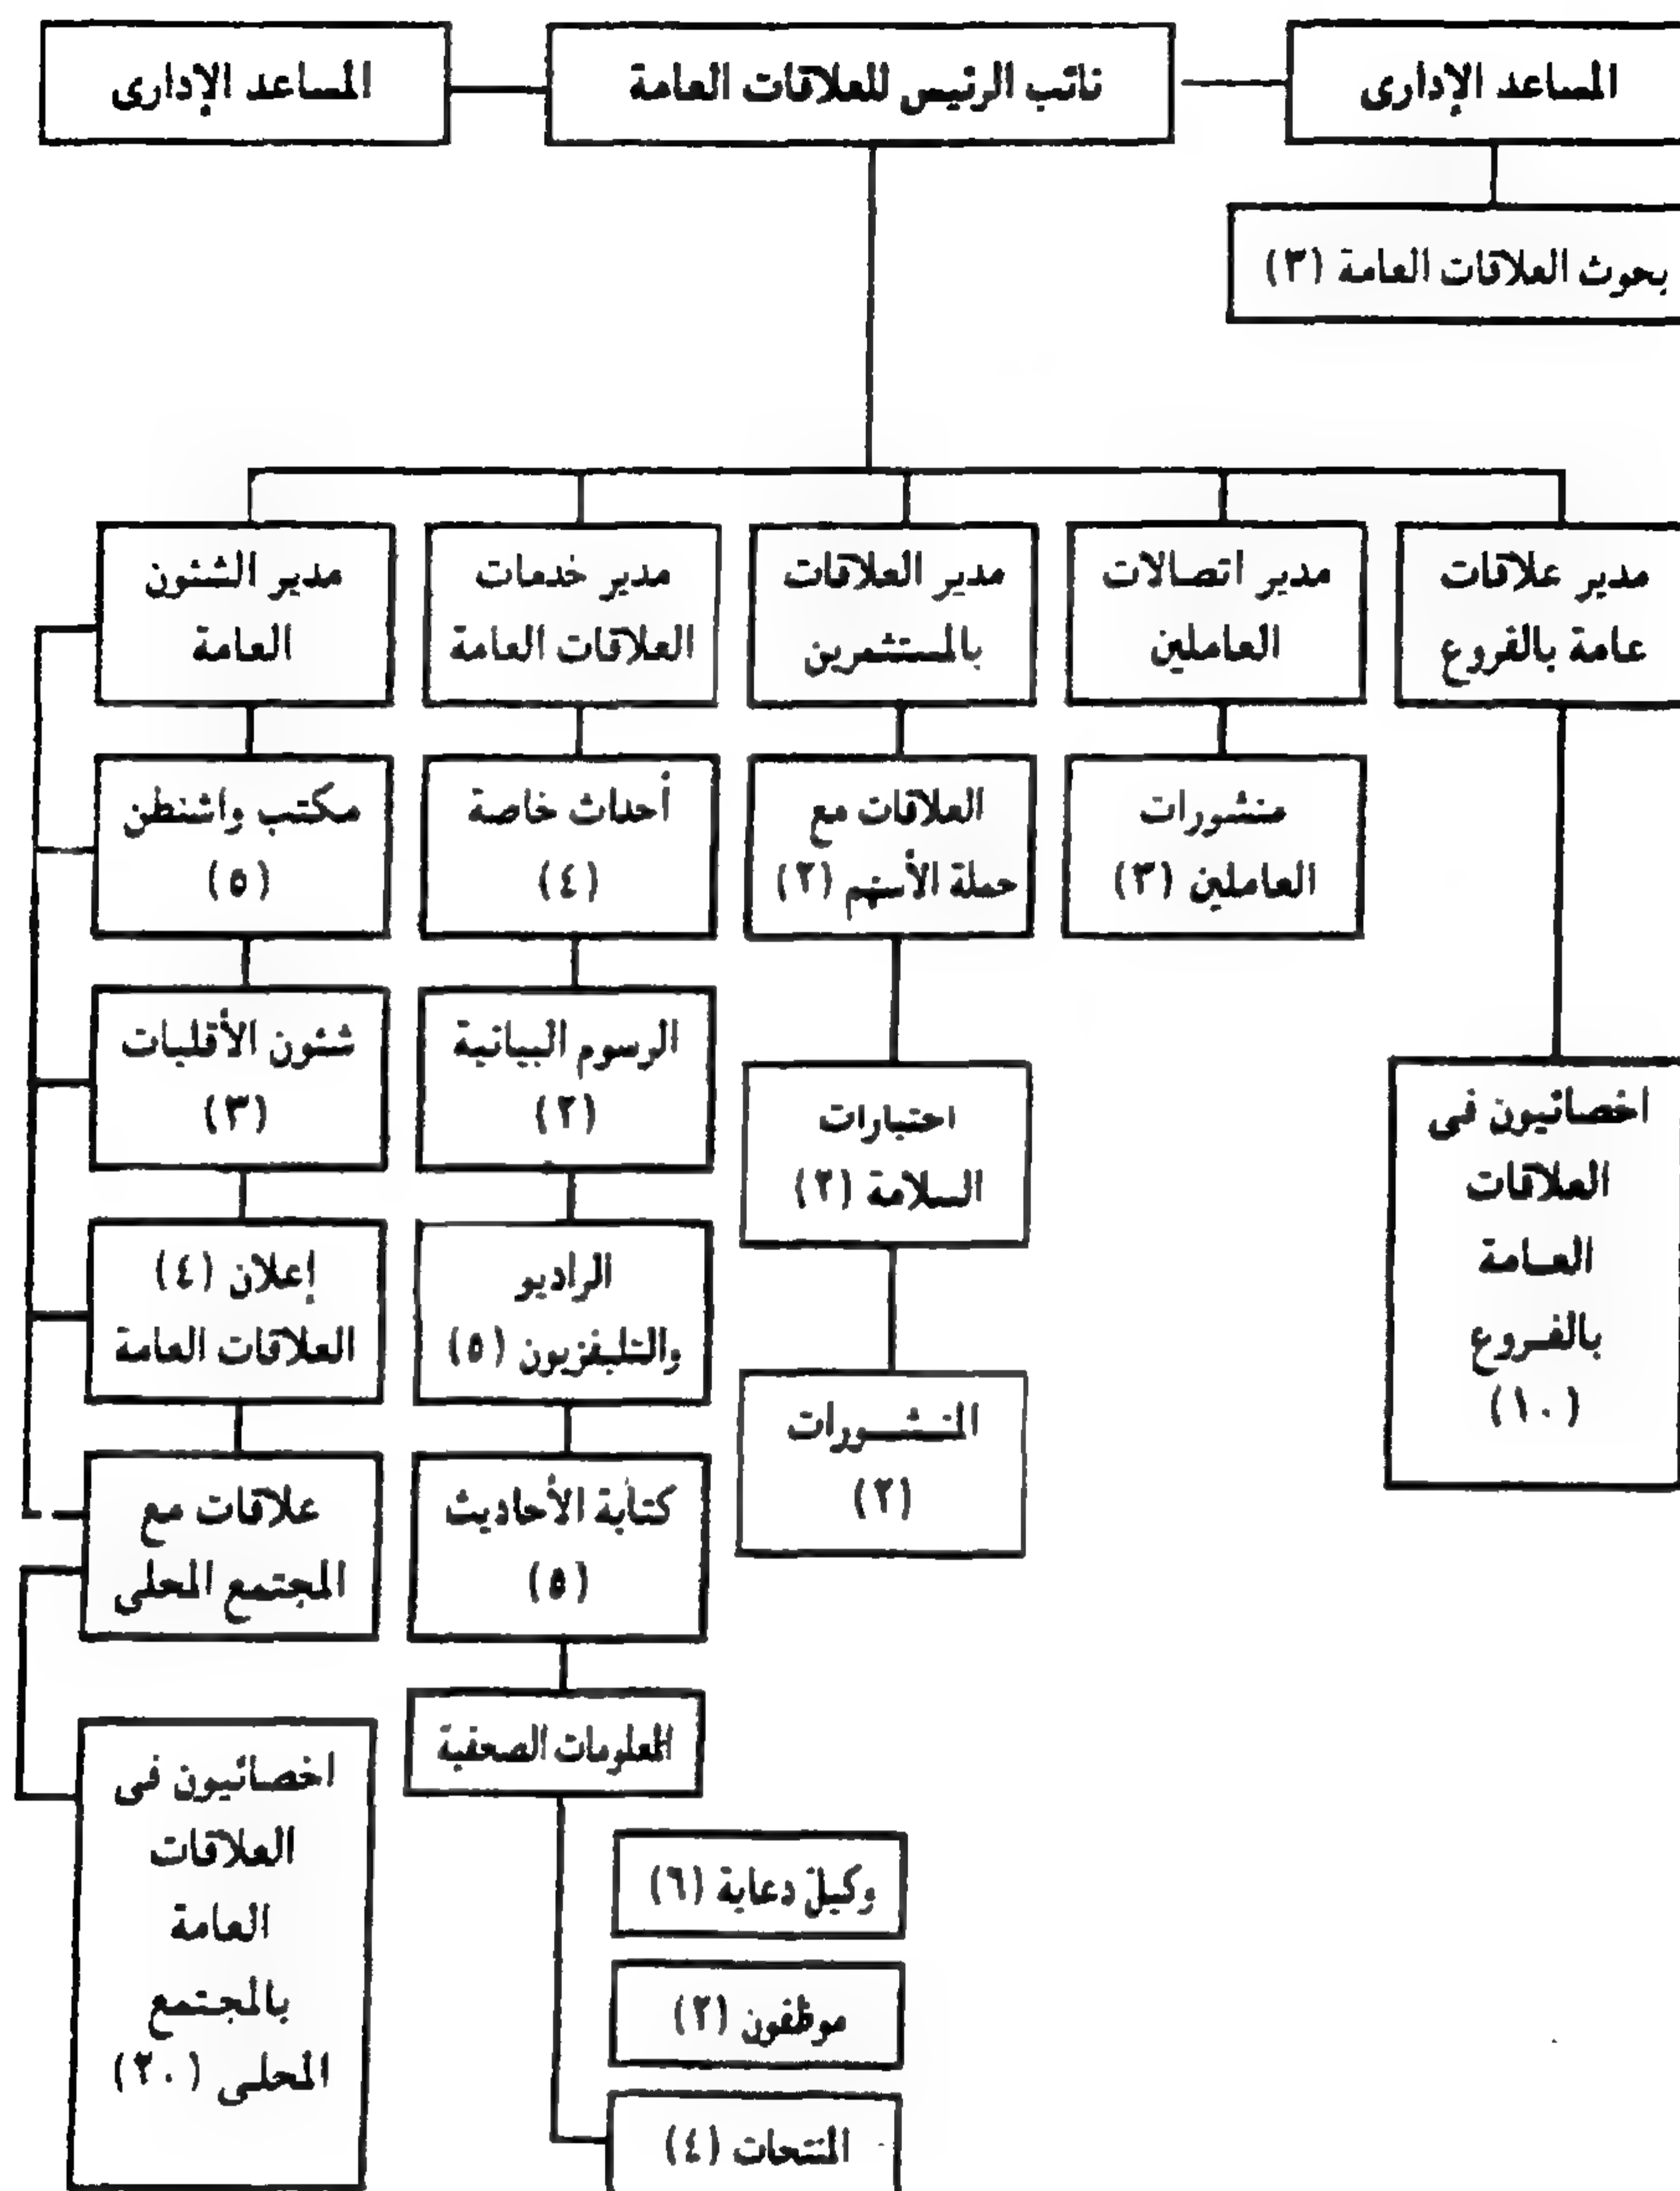 المساعد الإدارى
نائب الرئيس للعلاقات العامة
المساعد الإدارى
بحوث العلاقات العامة (٣)
مدير علاقات
عامة بالفروع
مدير اتصالات
العاملين
مدير العلاقات
بالمستثمرين
مدير خدمات
العلاقات العامة
مدير الشئون
العامة
منشورات
العاملين (٣)
العلاقات مع
حملة الأسهم (٢)
أحداث خاصة
(٤)
مكتب واشنطن
(٥)
اخصائيون فى
العلاقات
العامة
بالفروع
(١٠)
اختبارات
السلامة (٢)
الرسوم البيانية
(٢)
شئون الأقليات
(٣)
المنشورات
(٢)
الراديو
والتليفزيون (٥)
إعلان (٤)
العلاقات العامة
كتابة الأحاديث
(٥)
علاقات مع
المجتمع المحلى
المعلومات الصحفية
اخصائيون فى
العلاقات
العامة
بالمجتمع
المحلى (٢٠)
وكيل دعاية (٦)
موظفون (٢)
المنتجات (٤)